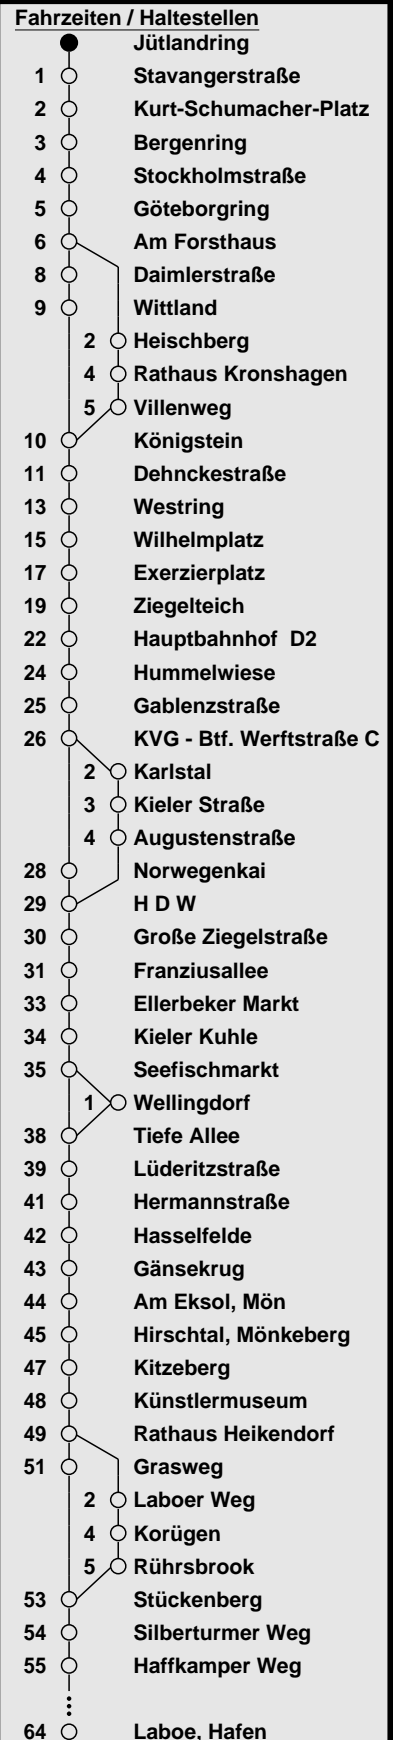 Fahrzeiten / Haltestellen
Jütlandring
1 Stavangerstraße
2 Kurt-Schumacher-Platz
3 Bergenring
4 Stockholmstraße
5 Göteborgring
6 Am Forsthaus
8 Daimlerstraße
9 Wittland
2 Heischberg
4 Rathaus Kronshagen
5 Villenweg
10 Königstein
11 Dehnckestraße
13 Westring
15 Wilhelmplatz
17 Exerzierplatz
19 Ziegelteich
22 Hauptbahnhof D2
24 Hummelwiese
25 Gablenzstraße
26 KVG - Btf. Werftstraße C
2 Karlstal
3 Kieler Straße
4 Augustenstraße
28 Norwegenkai
29 H D W
30 Große Ziegelstraße
31 Franziusallee
33 Ellerbeker Markt
34 Kieler Kuhle
35 Seefischmarkt
1 Wellingdorf
38 Tiefe Allee
39 Lüderitzstraße
41 Hermannstraße
42 Hasselfelde
43 Gänsekrug
44 Am Eksol, Mön
45 Hirschtal, Mönkeberg
47 Kitzeberg
48 Künstlermuseum
49 Rathaus Heikendorf
51 Grasweg
2 Laboer Weg
4 Korügen
5 Rührsbrook
53 Stückenberg
54 Silberturmer Weg
55 Haffkamper Weg
64 Laboe, Hafen